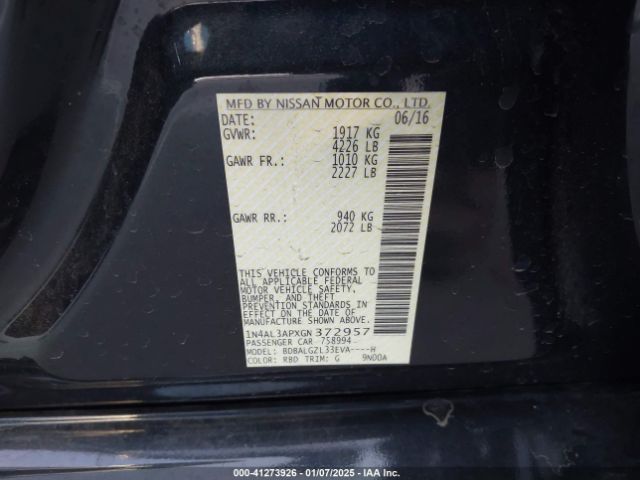 MFD BY NISSAN MOTOR CO., LTD.
DATE: 06/16
GVWR: 1917 KG
4226 LB
GAWR FR.: 1010 KG
2227 LB
GAWR RR.: 940 KG
2072 LB
THIS VEHICLE CONFORMS TO
ALL APPLICABLE FEDERAL
MOTOR VEHICLE SAFETY,
BUMPER, AND THEFT
PREVENTION STANDARDS IN
EFFECT ON THE DATE OF
MANUFACTURE SHOWN ABOVE.
1N4AL3APXGN372957
PASSENGER CAR 758994
MODEL: BDBALGZL33EVA----H
COLOR: RBD TRIM: G 9N00A
00-41273926 | 01/07/2025 | IAA Inc.